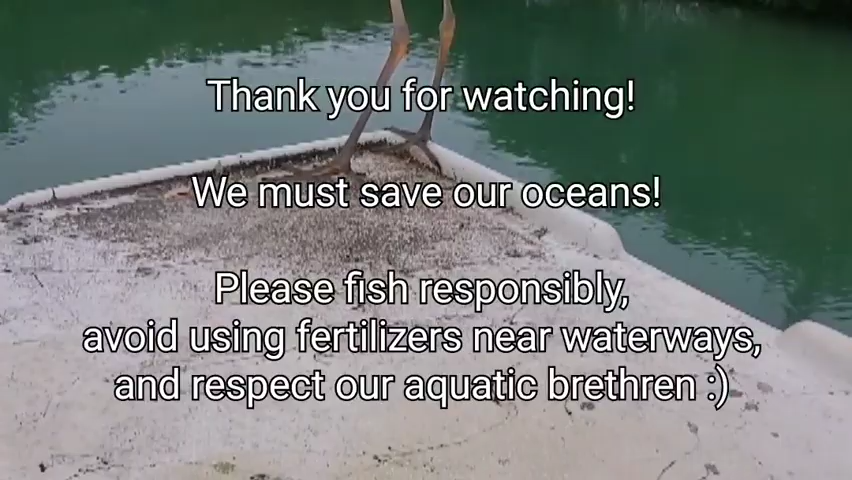 Thank you for watching!
We must save our oceans!
Please fish responsibly,
avoid using fertilizers near waterways,
and respect our aquatic brethren :)